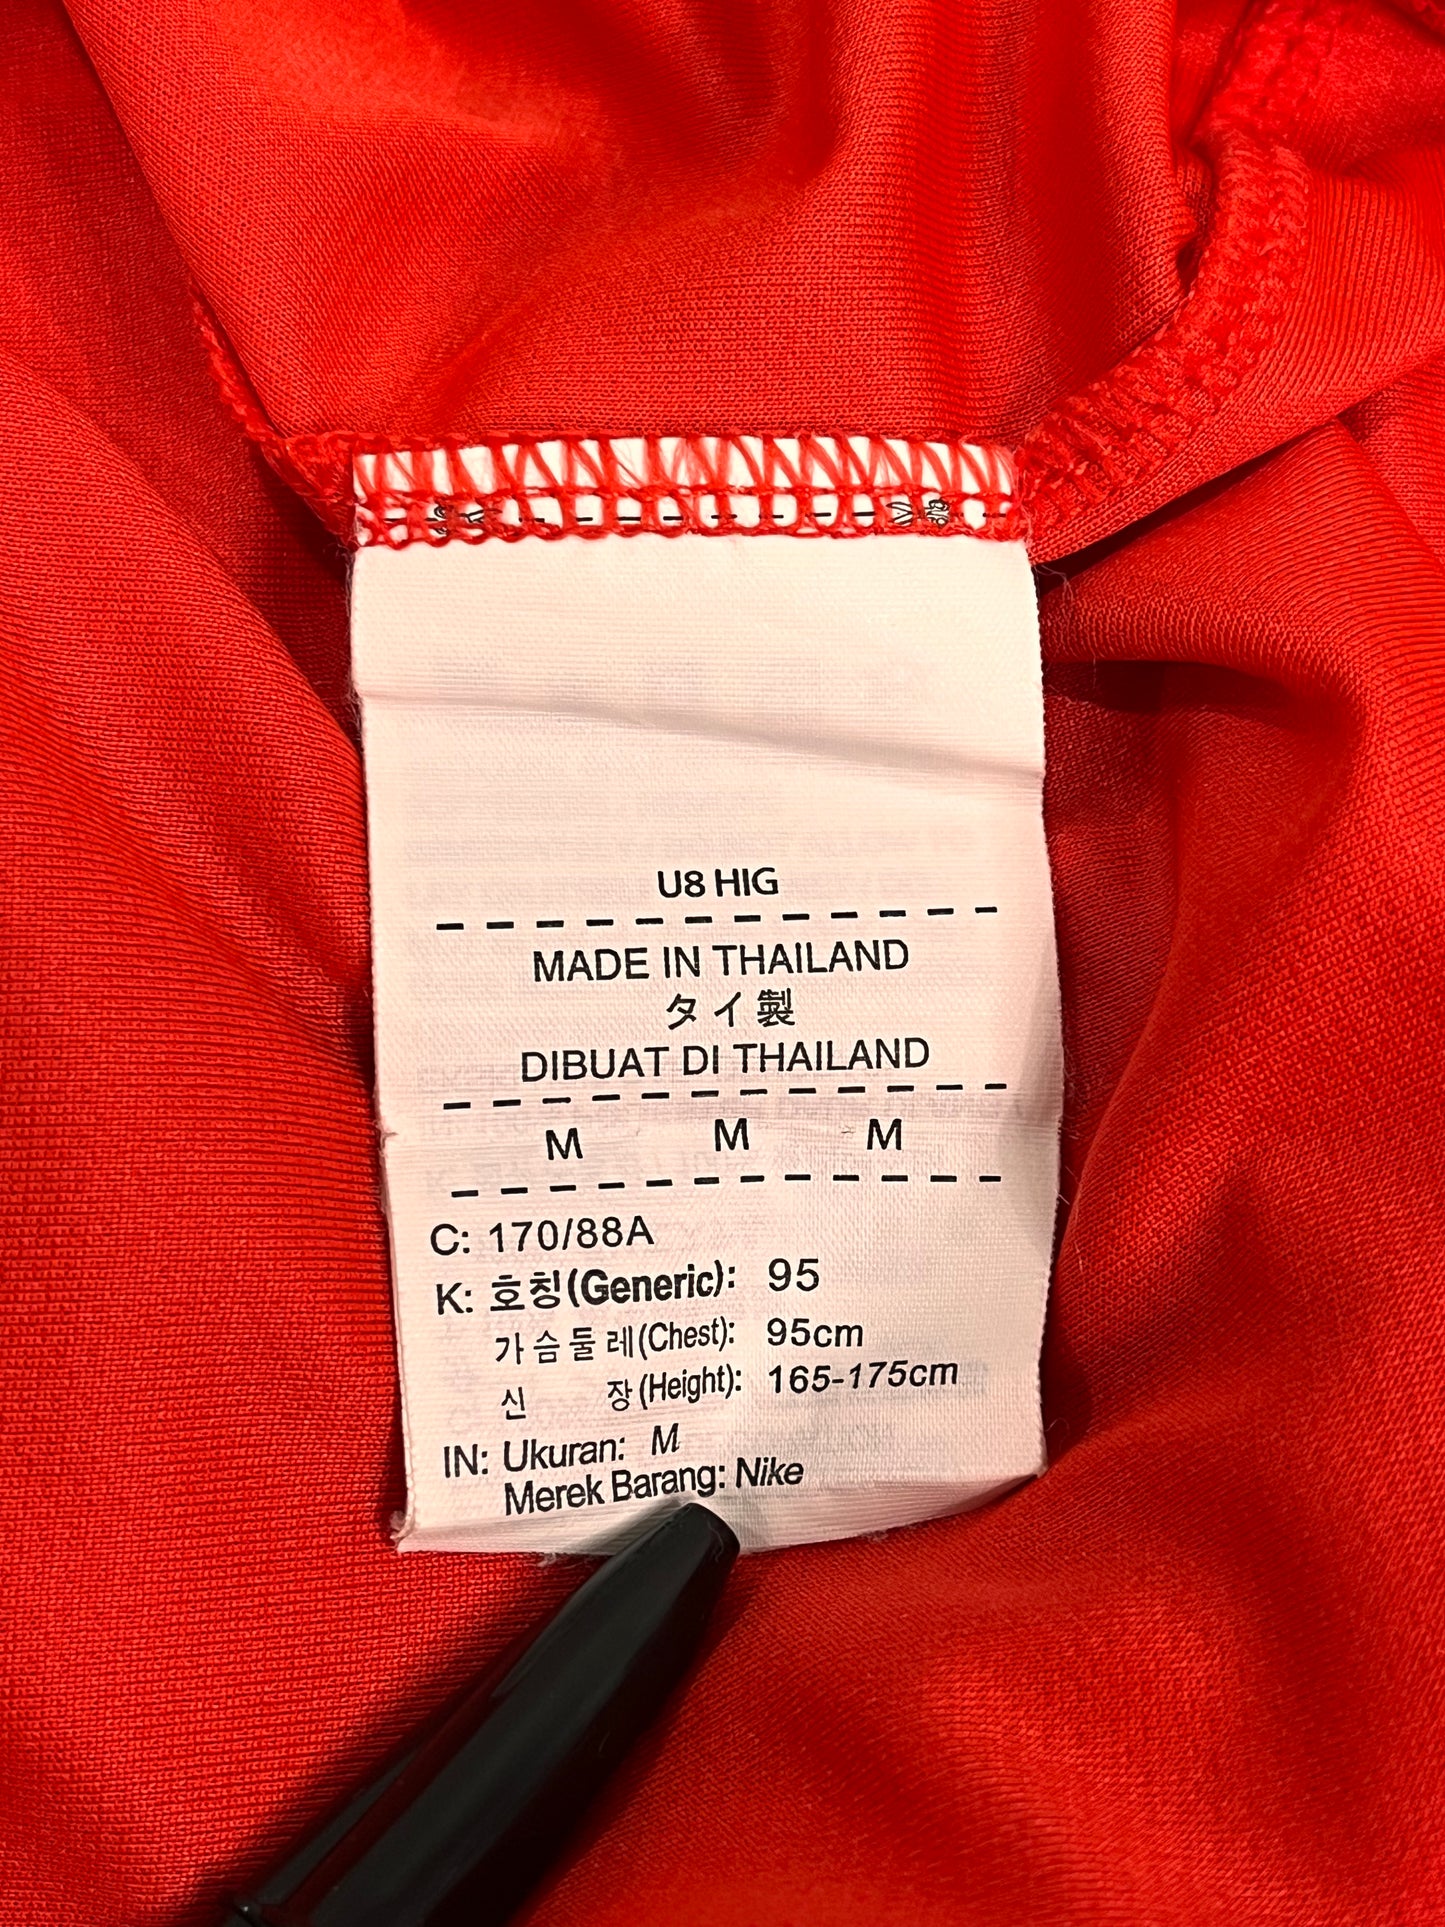 U8 HIG
MADE IN THAILAND
タイ製
DIBUAT DI THAILAND
M M M
C: 170/88A
K: 호칭(Generic): 95
가슴둘레(Chest): 95cm
신 장(Height): 165-175cm
IN: Ukuran: M
Merek Barang: Nike